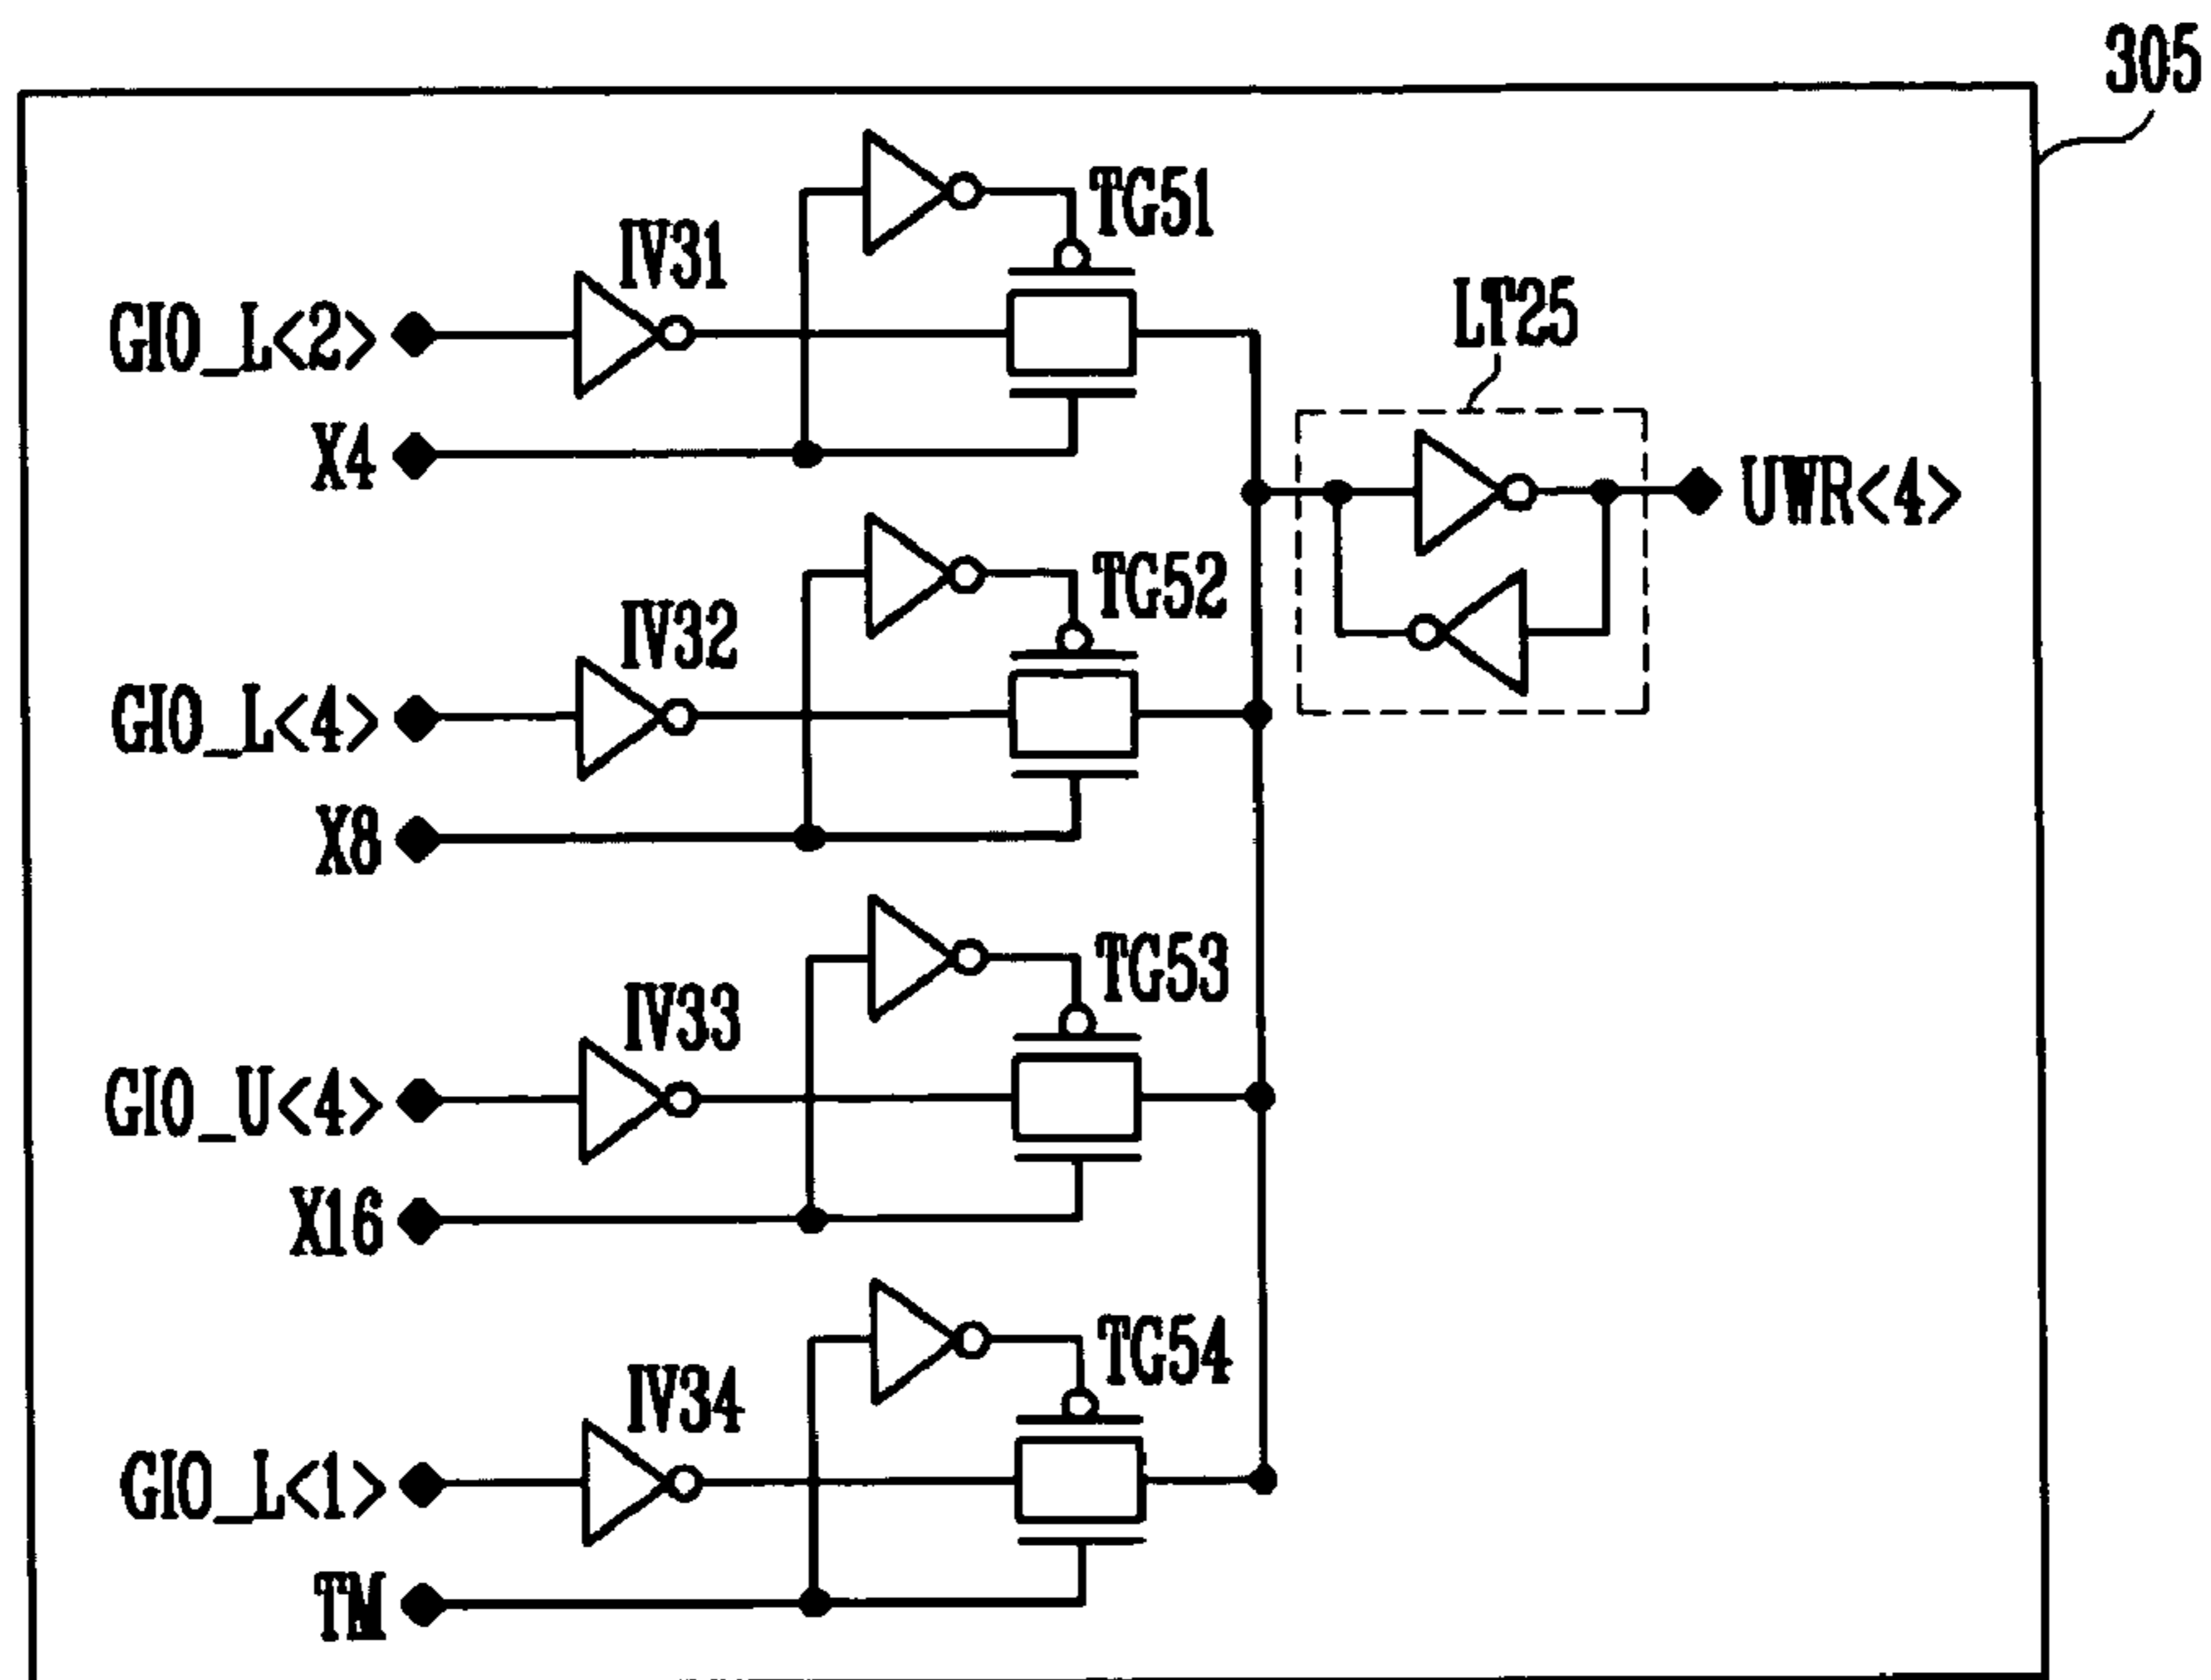 305
TG51
IV31
GIO_L<2>
LT25
X4
UWR<4>
TG52
IV32
GIO_L<4>
X8
TG53
IV33
GIO_U<4>
X16
TG54
IV34
GIO_L<1>
TM